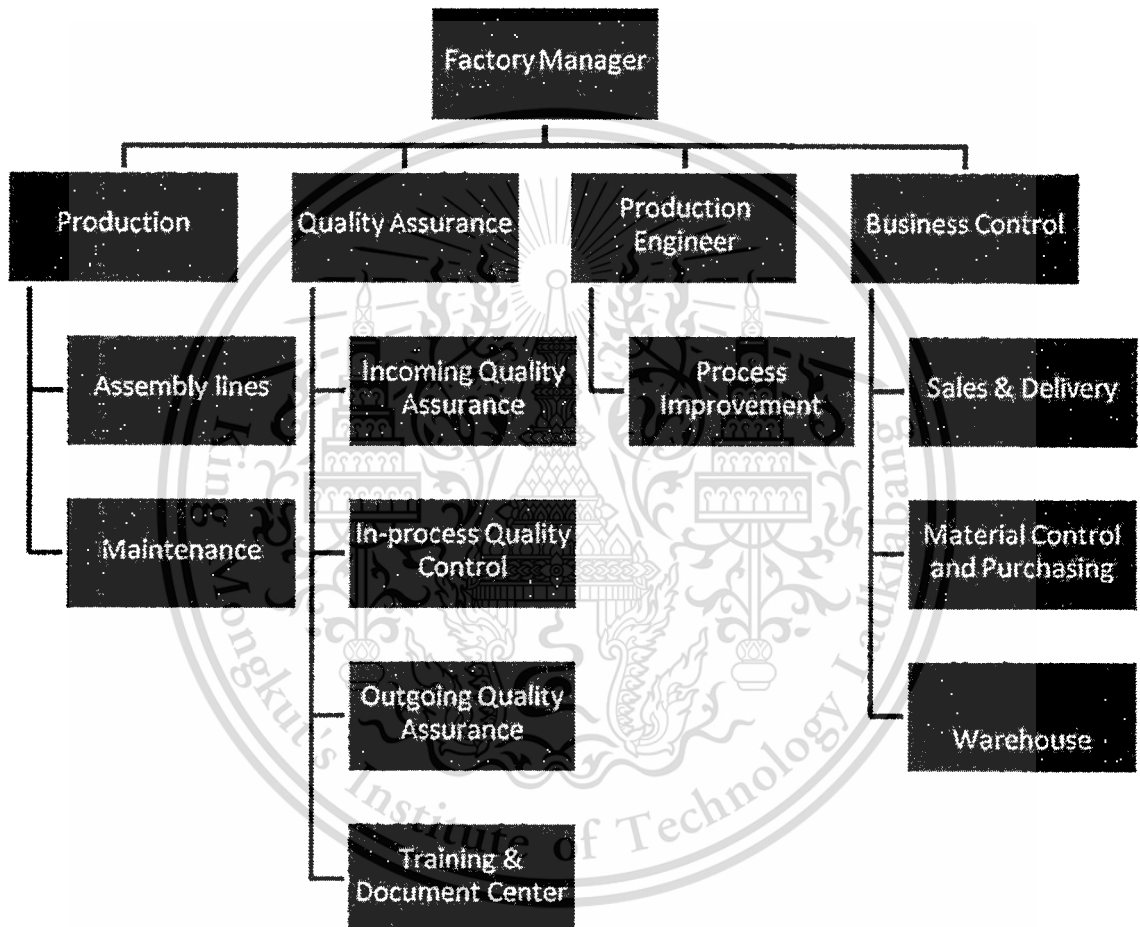 Factory Manager
Production
Quality Assurance
Production
Engineer
Business Control
Assembly lines
Maintenance
Incoming Quality
Assurance
In-process Quality
Control
Outgoing Quality
Assurance
Training &
Document Center
Process
Improvement
Sales & Delivery
Material Control
and Purchasing
Warehouse
King Mongkut's Institute of Technology Ladkrabang